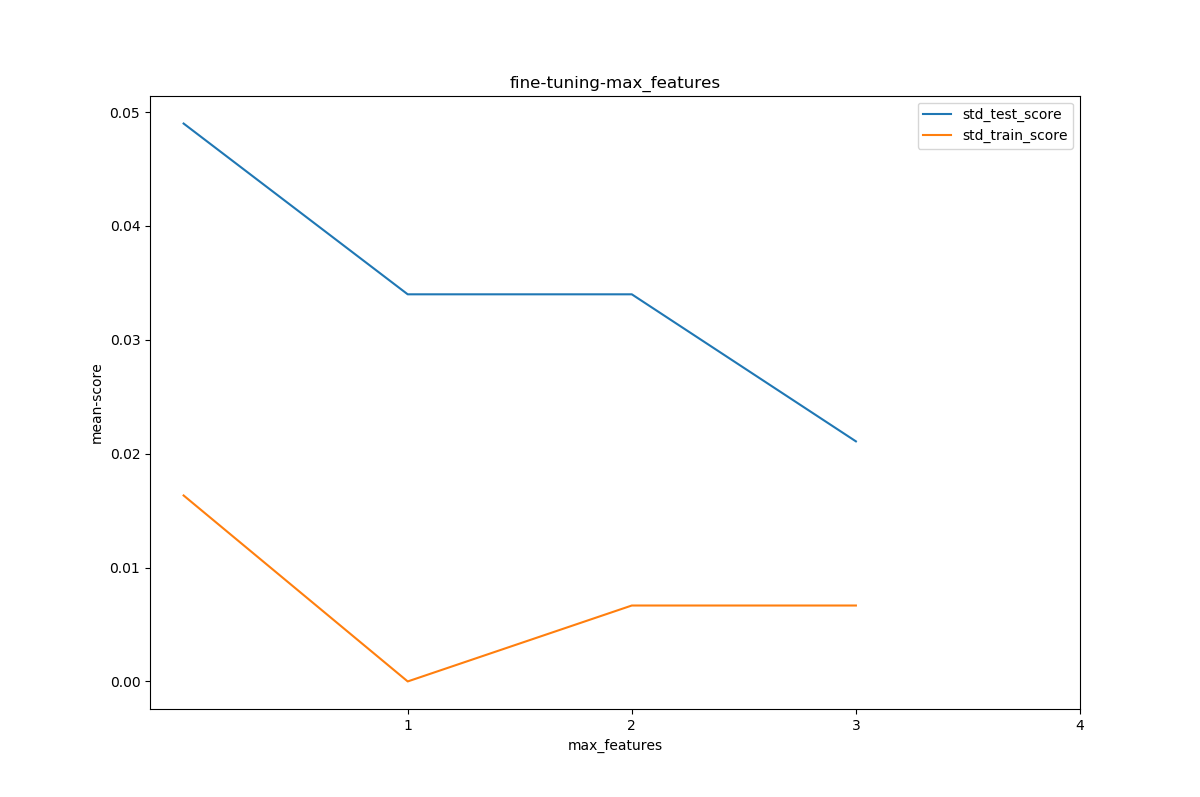 fine-tuning-max_features
std_test_score
std_train_score
mean-score
0.05
0.04
0.03
0.02
0.01
0.00
1
2
3
4
max_features